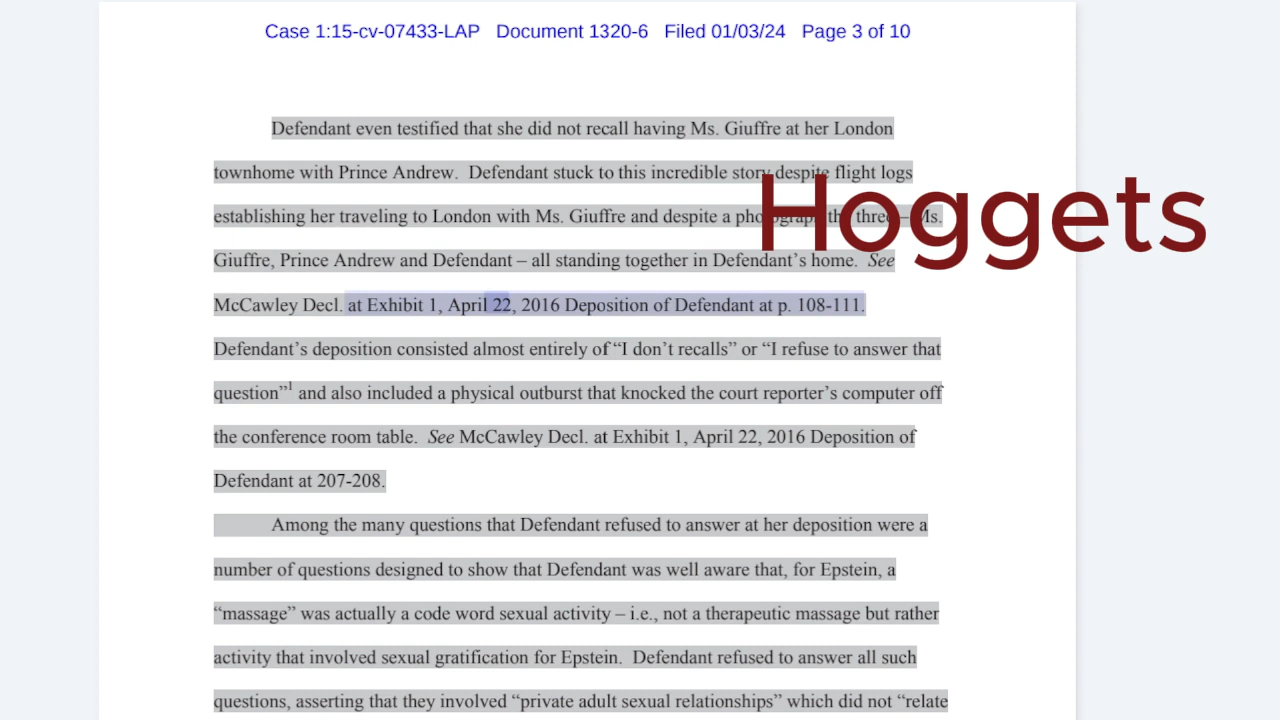 Case 1:15-cv-07433-LAP Document 1320-6 Filed 01/03/24 Page 3 of 10
Defendant even testified that she did not recall having Ms. Giuffre at her London
townhome with Prince Andrew. Defendant stuck to this incredible story despite flight logs
Hoggets
establishing her traveling to London with Ms. Giuffre and despite a the three – Ms.
Giuffre, Prince Andrew and Defendant – all standing together in Defendant’s home. See
McCawley Decl. at Exhibit 1, April 22, 2016 Deposition of Defendant at p. 108-111.
Defendant’s deposition consisted almost entirely of “I don’t recalls” or “I refuse to answer that
question”1 and also included a physical outburst that knocked the court reporter’s computer off
the conference room table. See McCawley Decl. at Exhibit 1, April 22, 2016 Deposition of
Defendant at 207-208.
Among the many questions that Defendant refused to answer at her deposition were a
number of questions designed to show that Defendant was well aware that, for Epstein, a
“massage” was actually a code word sexual activity – i.e., not a therapeutic massage but rather
activity that involved sexual gratification for Epstein. Defendant refused to answer all such
questions, asserting that they involved “private adult sexual relationships” which did not “relate